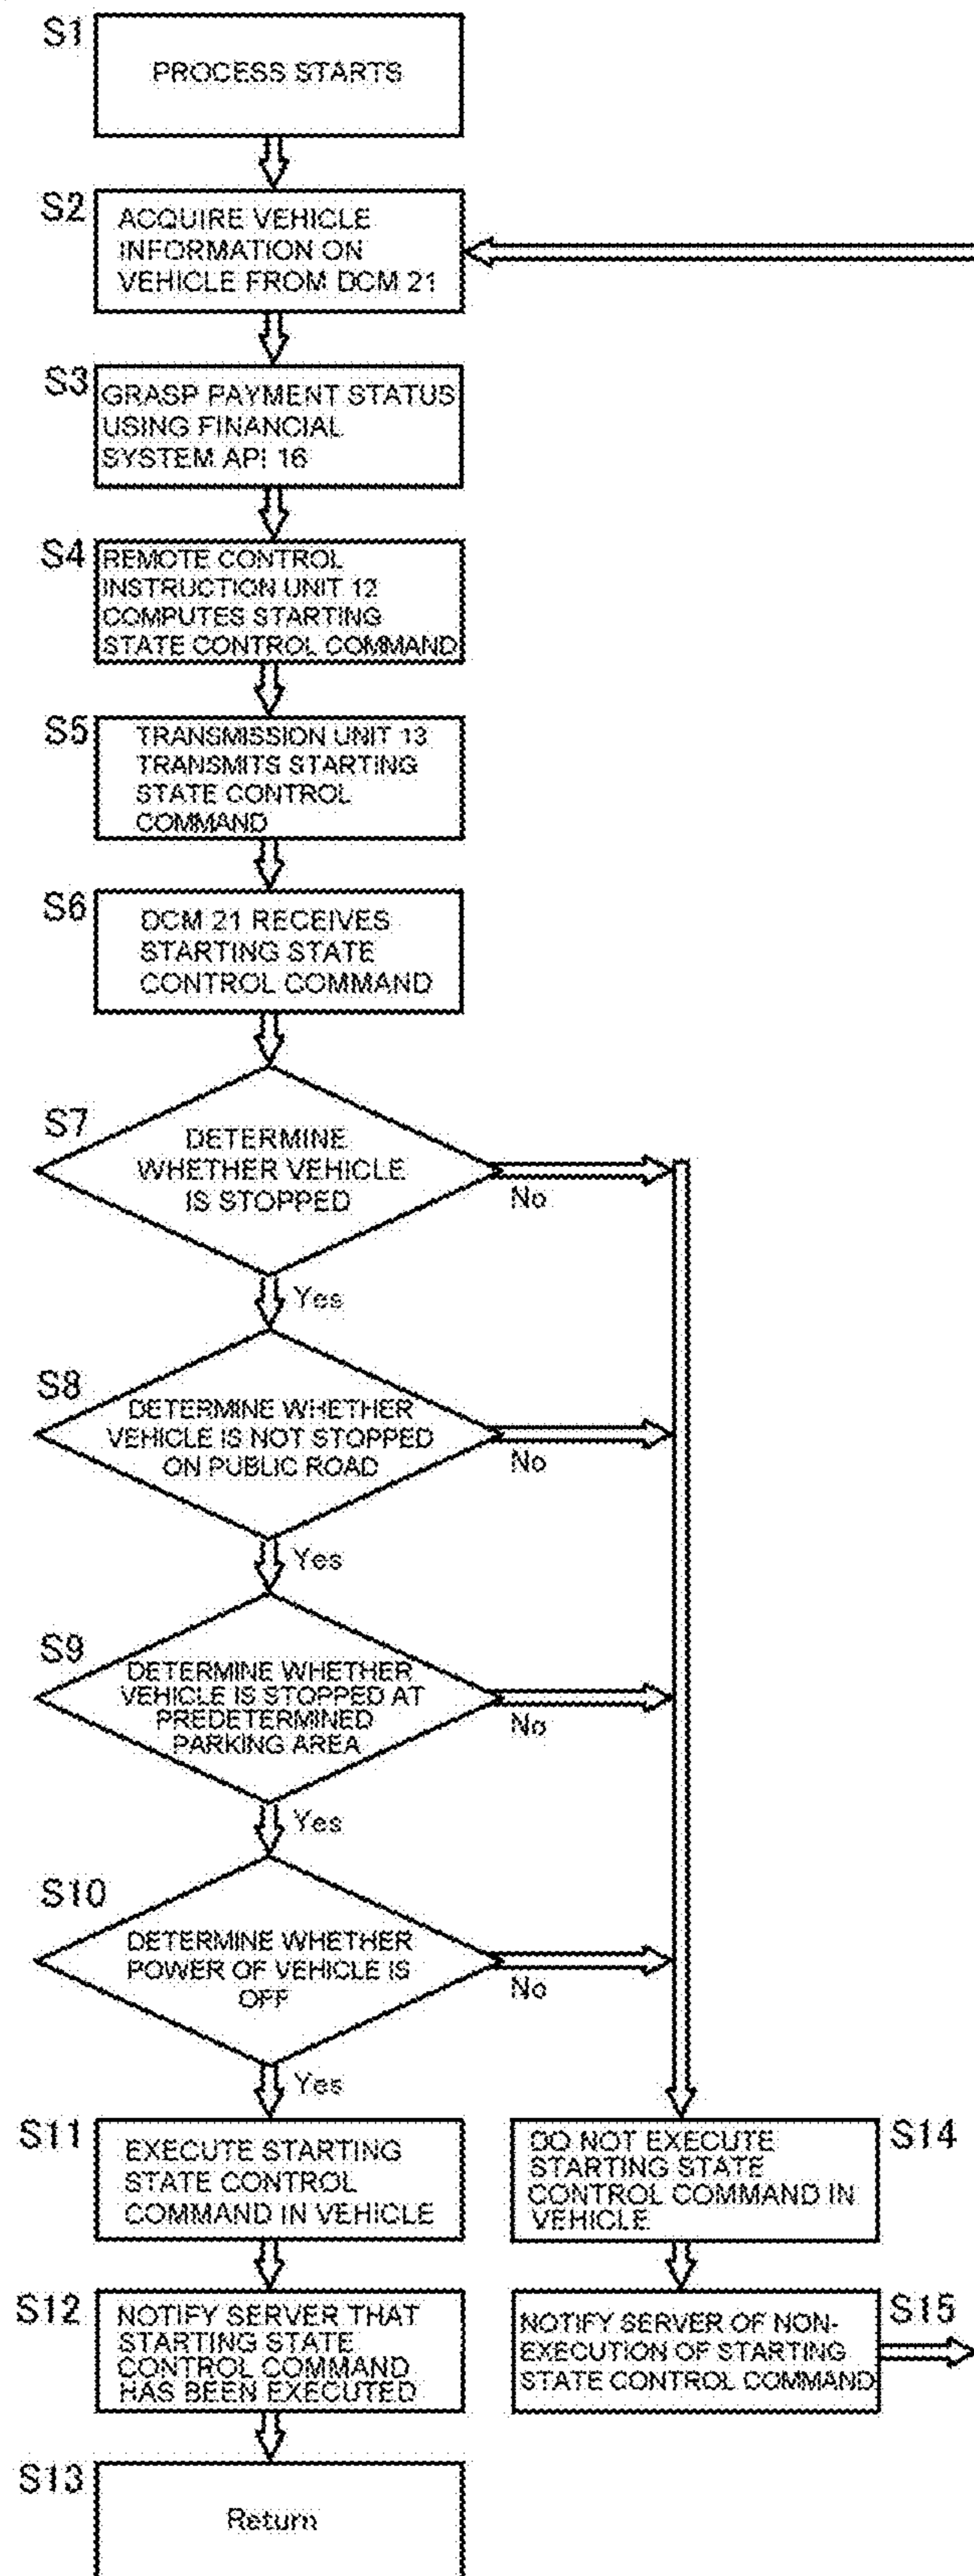 S1
PROCESS STARTS
S2
ACQUIRE VEHICLE
INFORMATION ON
VEHICLE FROM DCM 21
S3
GRASP PAYMENT STATUS
USING FINANCIAL
SYSTEM API 16
S4
REMOTE CONTROL
INSTRUCTION UNIT 12
COMPUTES STARTING
STATE CONTROL COMMAND
S5
TRANSMISSION UNIT 13
TRANSMITS STARTING
STATE CONTROL
COMMAND
S6
DCM 21 RECEIVES
STARTING STATE
CONTROL COMMAND
S7
DETERMINE
WHETHER VEHICLE
IS STOPPED
No
Yes
S8
DETERMINE WHETHER
VEHICLE IS NOT STOPPED
ON PUBLIC ROAD
No
Yes
S9
DETERMINE WHETHER
VEHICLE IS STOPPED AT
PREDETERMINED
PARKING AREA
No
Yes
S10
DETERMINE WHETHER
POWER OF VEHICLE IS
OFF
No
Yes
S11
EXECUTE STARTING
STATE CONTROL
COMMAND IN VEHICLE
S14
DO NOT EXECUTE
STARTING STATE
CONTROL COMMAND IN
VEHICLE
S12
NOTIFY SERVER THAT
STARTING STATE
CONTROL COMMAND
HAS BEEN EXECUTED
S15
NOTIFY SERVER OF NON-
EXECUTION OF STARTING
STATE CONTROL COMMAND
S13
Return